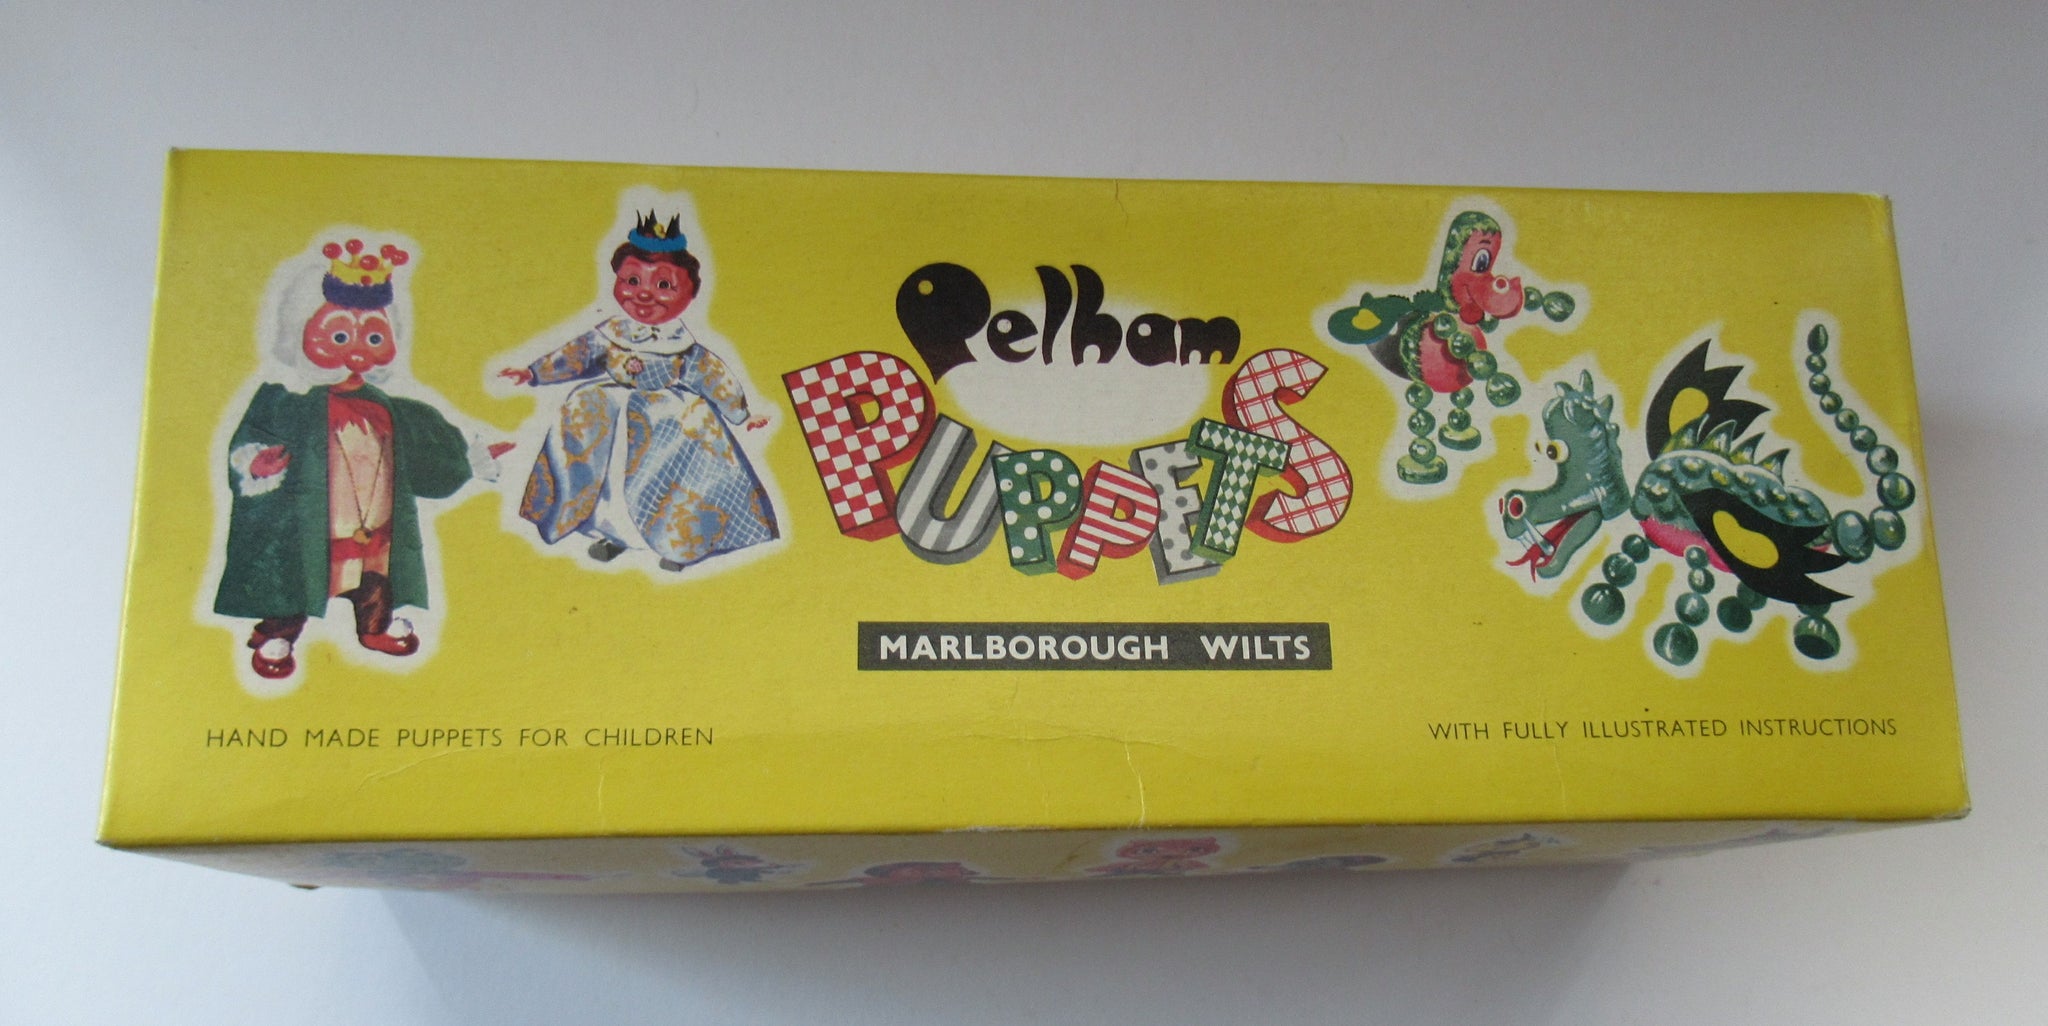 Pelham
PUPPETS
MARLBOROUGH WILTS
HAND MADE PUPPETS FOR CHILDREN
WITH FULLY ILLUSTRATED INSTRUCTIONS